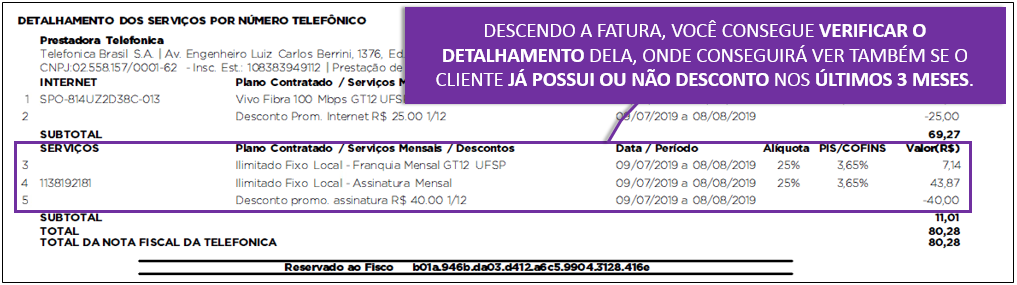 DETALHAMENTO DOS SERVIÇOS POR NÚMERO TELEFÔNICO
DESCENDO A FATURA, VOCÊ CONSEGUE VERIFICAR O
DETALHAMENTO DELA, ONDE CONSEGUIRÁ VER TAMBÉM SE O
CLIENTE JÁ POSSUI OU NÃO DESCONTO NOS ÚLTIMOS 3 MESES.
Prestadora Telefonica
Telefonica Brasil S.A. | Av. Engenheiro Luiz Carlos Berrini, 1376, Ed.
CNPJ:02.558.157/0001-62 - Insc. Est.: 108383949112 | Prestação de
INTERNET Plano Contratado / Serviços Mensais
1 SPO-814UZ2D38C-013 Vivo Fibra 100 Mbps GT12 UFSP
2 Desconto Prom. Internet R$ 25.00 1/12 09/07/2019 a 08/08/2019 -25,00
SUBTOTAL 69,27
SERVIÇOS Plano Contratado / Serviços Mensais / Descontos Data / Período Alíquota PIS/COFINS Valor(R$)
3 Ilimitado Fixo Local - Franquia Mensal GT12 UFSP 09/07/2019 a 08/08/2019 25% 3,65% 7,14
4 1138192181 Ilimitado Fixo Local - Assinatura Mensal 09/07/2019 a 08/08/2019 25% 3,65% 43,87
5 Desconto promo. assinatura R$ 40.00 1/12 09/07/2019 a 08/08/2019 -40,00
SUBTOTAL 11,01
TOTAL 80,28
TOTAL DA NOTA FISCAL DA TELEFONICA 80,28
Reservado ao Fisco b01a.946b.da03.d412.a6c5.9904.3128.416e